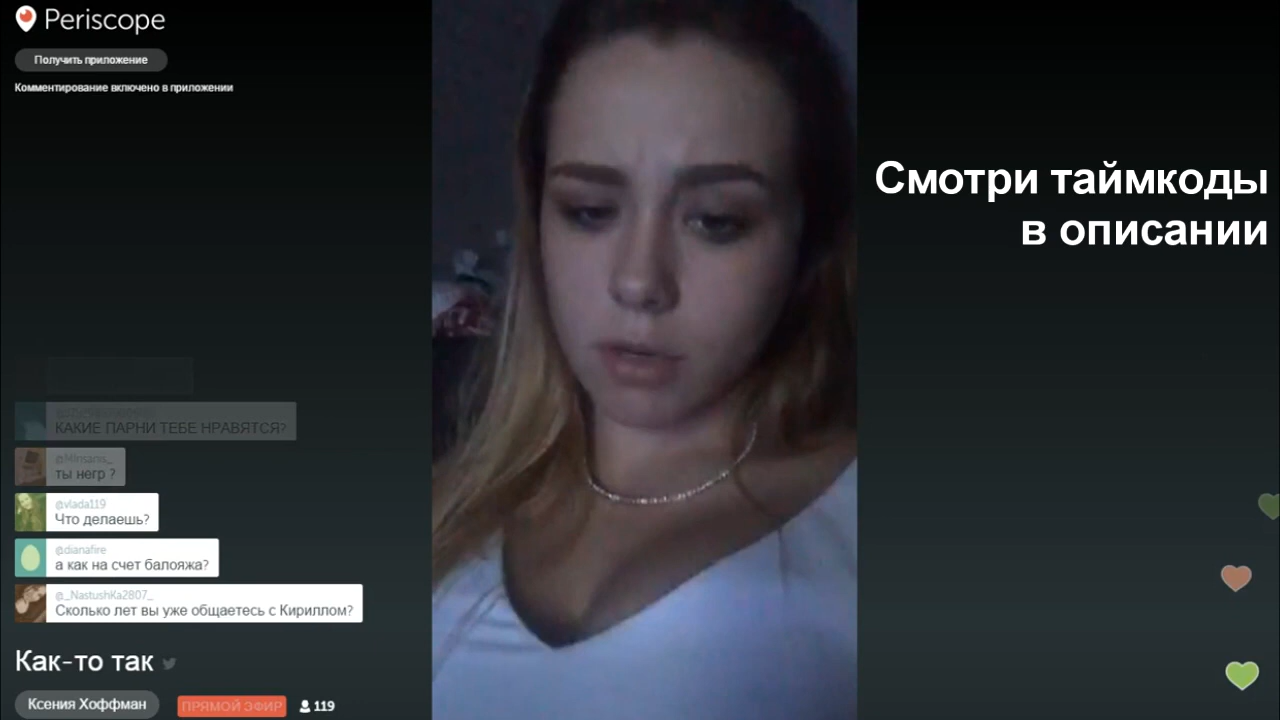 Periscope
Получить приложение
Комментирование включено в приложении
Смотри таймкоды
в описании
КАКИЕ ПАРНИ ТЕБЕ НРАВЯТСЯ?
@MInsaris_
ты негр ?
@vlada119
Что делаешь?
@dianafire
а как на счет балояжа?
@_NastushKa2807_
Сколько лет вы уже общаетесь с Кириллом?
Как-то так
Ксения Хоффман
ПРЯМОЙ ЭФИР
119